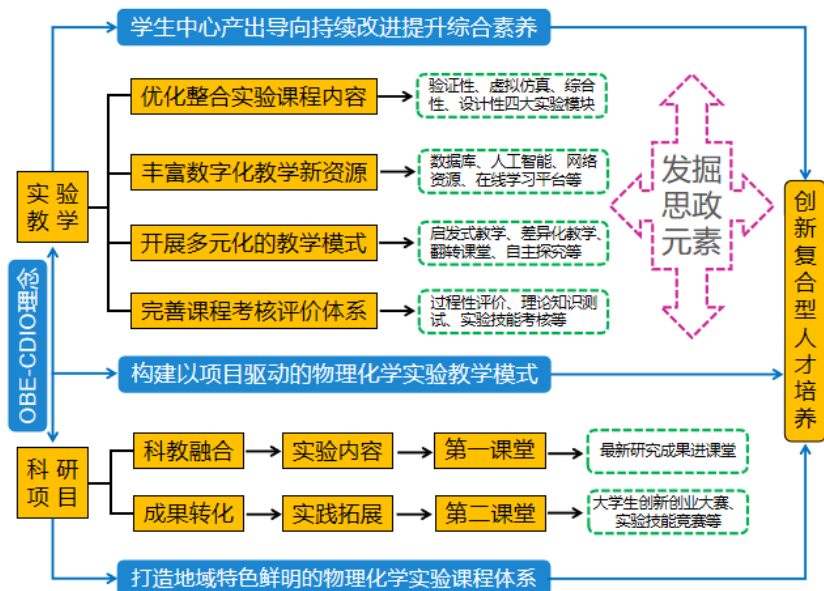 学生中心产出导向持续改进提升综合素养
优化整合实验课程内容
验证性、虚拟仿真、综合
性、设计性四大实验模块
丰富数字化教学新资源
数据库、人工智能、网络
资源、在线学习平台等
实验
教学
开展多元化的教学模式
启发式教学、差异化教学、
翻转课堂、自主探究等
完善课程考核评价体系
过程性评价、理论知识测
试、实验技能考核等
发掘
思政
元素
OBE-CDIO理念
构建以项目驱动的物理化学实验教学模式
创新复合型人才培养
科研
项目
科教融合
实验内容
第一课堂
最新研究成果进课堂
成果转化
实践拓展
第二课堂
大学生创新创业大赛、
实验技能竞赛等
打造地域特色鲜明的物理化学实验课程体系